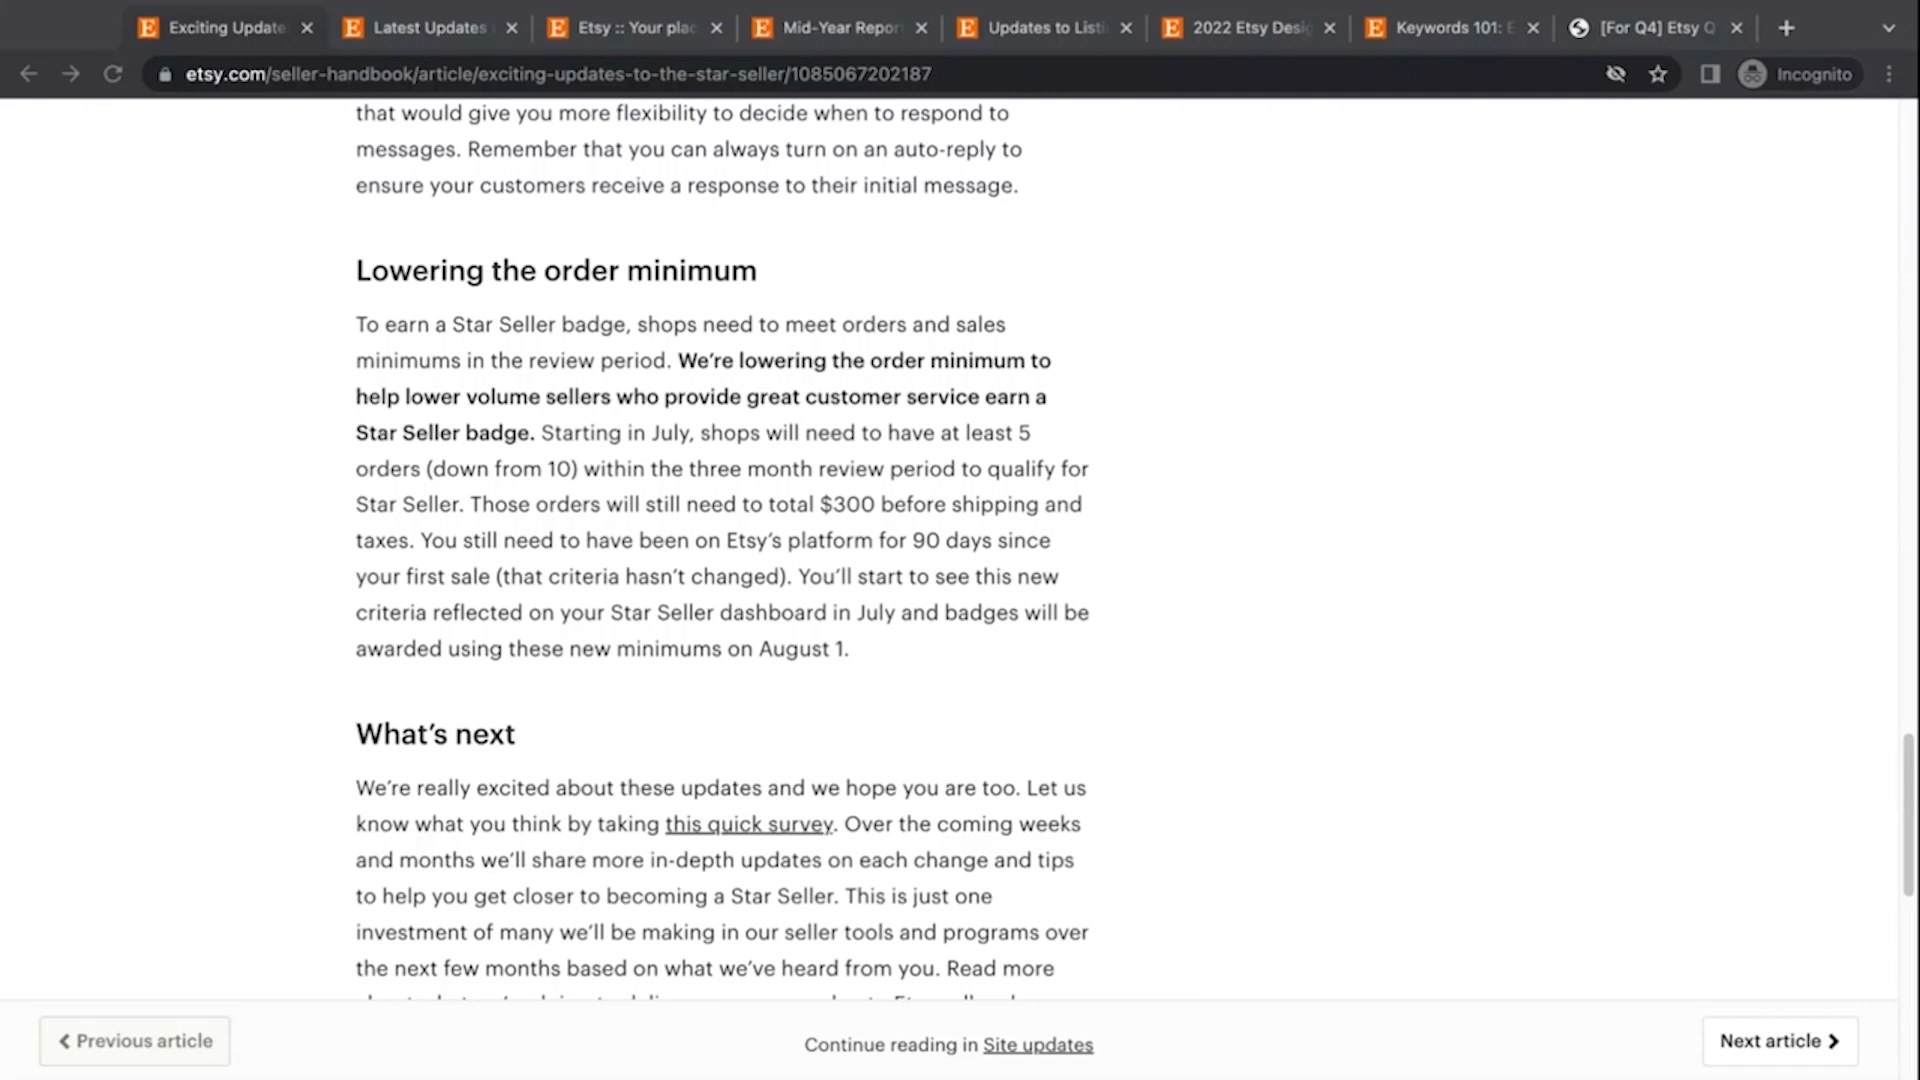 Exciting Update
Latest Updates
Etsy :: Your plac
Mid-Year Repor
Updates to Listi
2022 Etsy Desig
Keywords 101: E
[For Q4] Etsy Q
etsy.com/seller-handbook/article/exciting-updates-to-the-star-seller/1085067202187
Incognito
that would give you more flexibility to decide when to respond to
messages. Remember that you can always turn on an auto-reply to
ensure your customers receive a response to their initial message.
Lowering the order minimum
To earn a Star Seller badge, shops need to meet orders and sales
minimums in the review period. We’re lowering the order minimum to
help lower volume sellers who provide great customer service earn a
Star Seller badge. Starting in July, shops will need to have at least 5
orders (down from 10) within the three month review period to qualify for
Star Seller. Those orders will still need to total $300 before shipping and
taxes. You still need to have been on Etsy’s platform for 90 days since
your first sale (that criteria hasn’t changed). You’ll start to see this new
criteria reflected on your Star Seller dashboard in July and badges will be
awarded using these new minimums on August 1.
What’s next
We’re really excited about these updates and we hope you are too. Let us
know what you think by taking this quick survey. Over the coming weeks
and months we’ll share more in-depth updates on each change and tips
to help you get closer to becoming a Star Seller. This is just one
investment of many we’ll be making in our seller tools and programs over
the next few months based on what we’ve heard from you. Read more
Previous article
Continue reading in Site updates
Next article